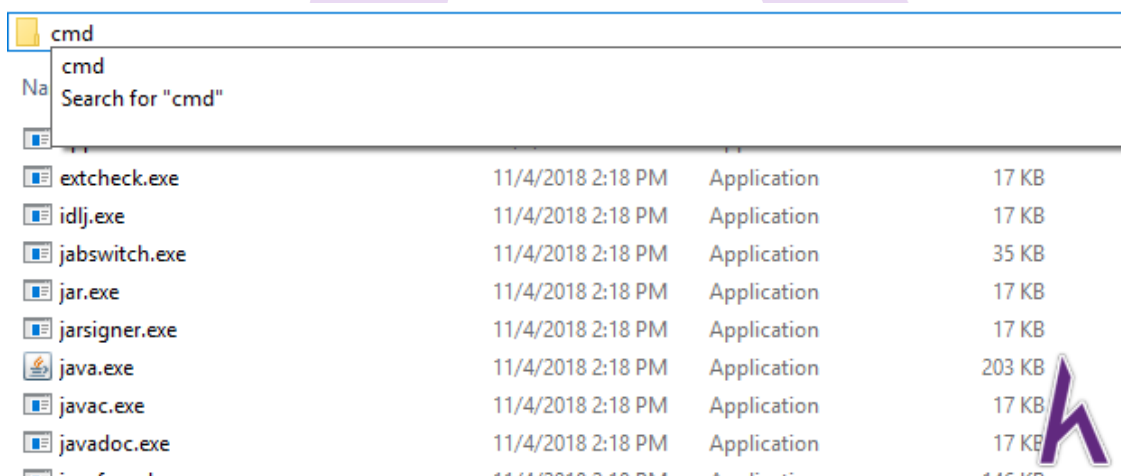 cmd
cmd
Na
Search for "cmd"
extcheck.exe 11/4/2018 2:18 PM Application 17 KB
idlj.exe 11/4/2018 2:18 PM Application 17 KB
jabswitch.exe 11/4/2018 2:18 PM Application 35 KB
jar.exe 11/4/2018 2:18 PM Application 17 KB
jarsigner.exe 11/4/2018 2:18 PM Application 17 KB
java.exe 11/4/2018 2:18 PM Application 203 KB
javac.exe 11/4/2018 2:18 PM Application 17 KB
javadoc.exe 11/4/2018 2:18 PM Application 17 KB